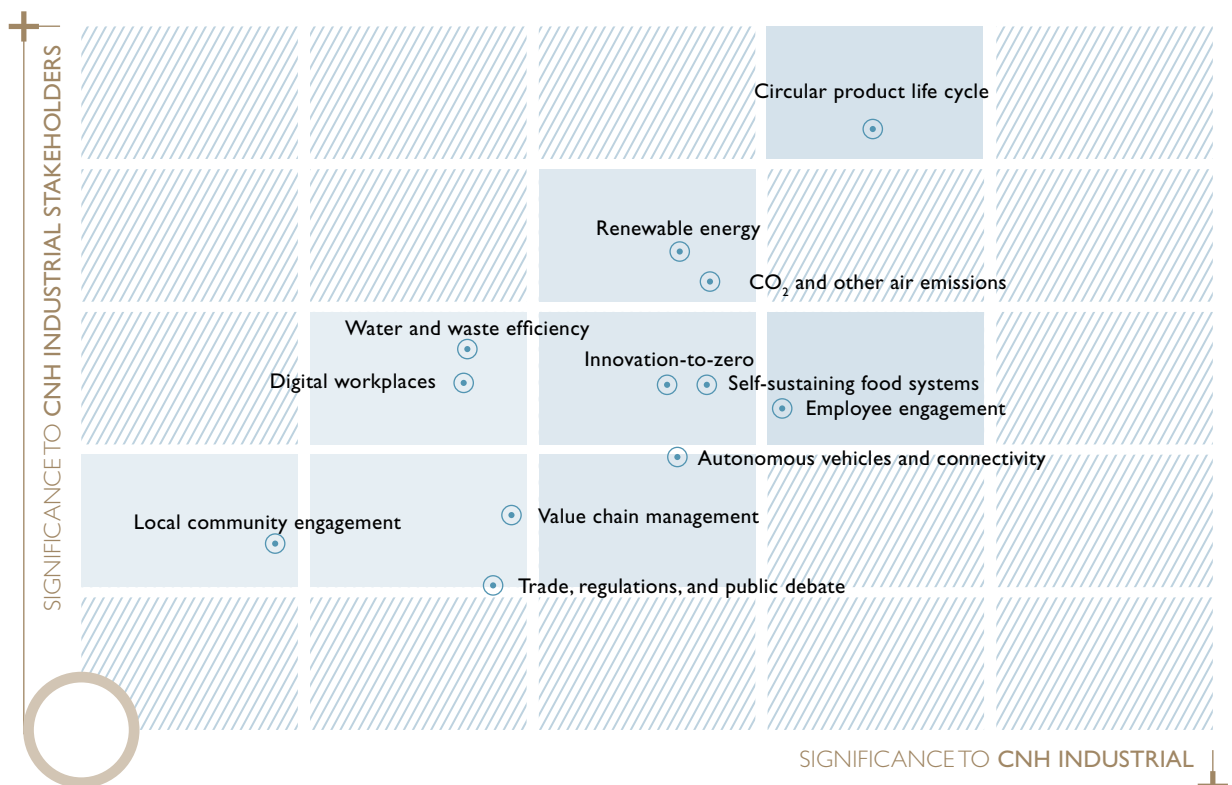 SIGNIFICANCE TO CNH INDUSTRIAL STAKEHOLDERS
Circular product life cycle
Renewable energy
CO₂ and other air emissions
Water and waste efficiency
Innovation-to-zero
Digital workplaces
Self-sustaining food systems
Employee engagement
Autonomous vehicles and connectivity
Local community engagement
Value chain management
Trade, regulations, and public debate
SIGNIFICANCE TO CNH INDUSTRIAL